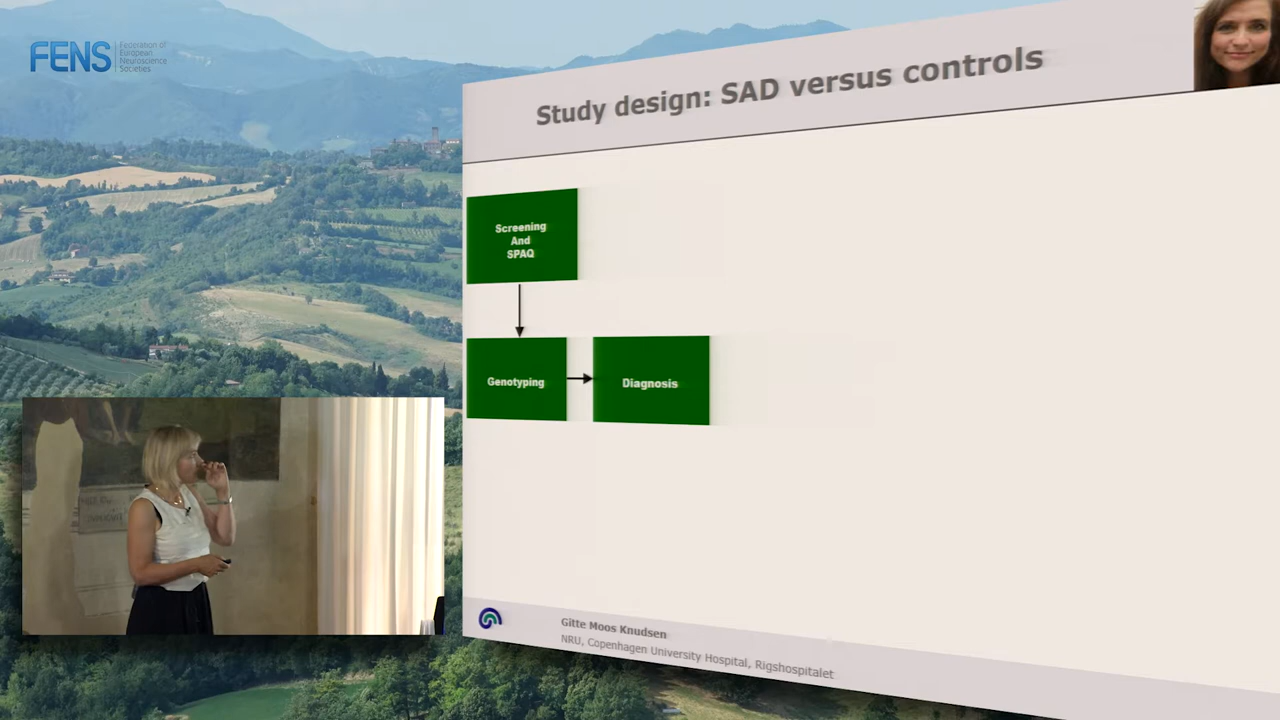 FENS
Federation of
European
Neuroscience
Societies
Study design: SAD versus controls
Screening
And
SPAQ
Genotyping
Diagnosis
Gitte Moos Knudsen
NRU, Copenhagen University Hospital, Rigshospitalet